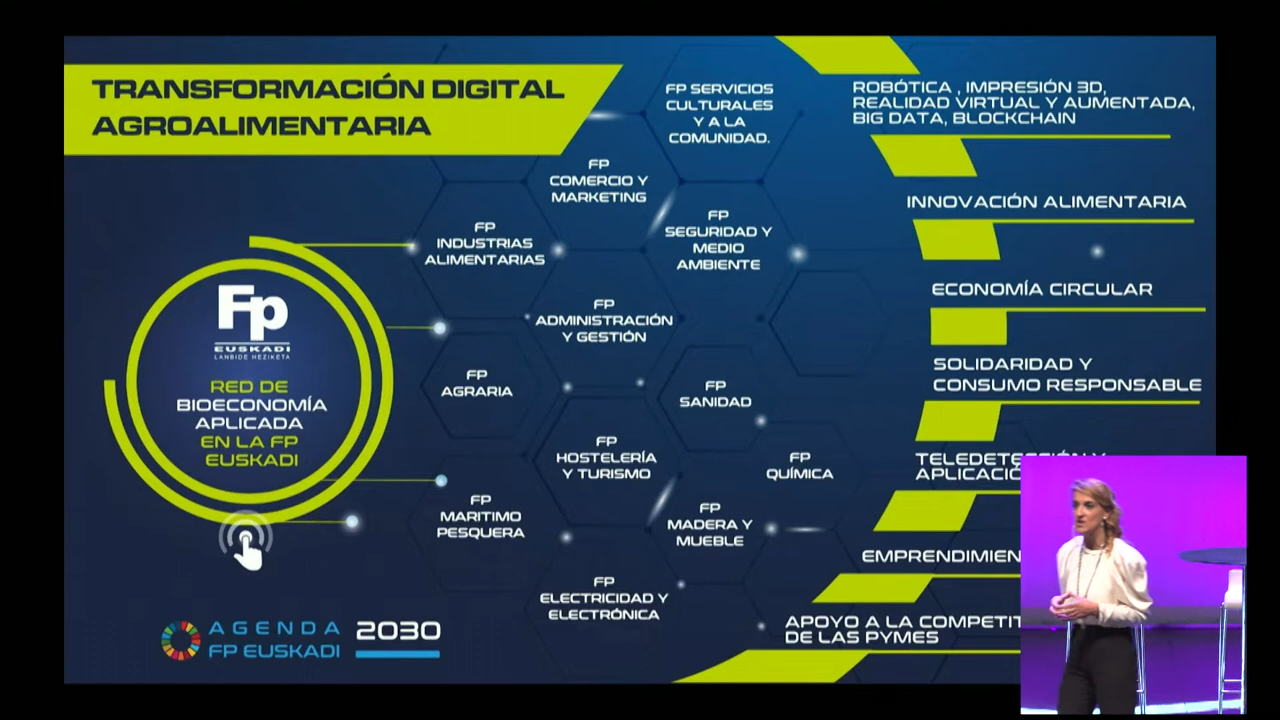 TRANSFORMACIÓN DIGITAL
AGROALIMENTARIA
Fp
EUSKADI
LANBIDE HEZIKETA
RED DE
BIOECONOMÍA
APLICADA
EN LA FP
EUSKADI
AGENDA
FP EUSKADI
2030
FP SERVICIOS
CULTURALES
Y A LA
COMUNIDAD.
FP
COMERCIO Y
MARKETING
FP
INDUSTRIAS
ALIMENTARIAS
FP
SEGURIDAD Y
MEDIO
AMBIENTE
FP
ADMINISTRACIÓN
Y GESTIÓN
FP
AGRARIA
FP
SANIDAD
FP
HOSTELERÍA
Y TURISMO
FP
QUÍMICA
FP
MARITIMO
PESQUERA
FP
MADERA Y
MUEBLE
FP
ELECTRICIDAD Y
ELECTRÓNICA
ROBÓTICA , IMPRESIÓN 3D,
REALIDAD VIRTUAL Y AUMENTADA,
BIG DATA, BLOCKCHAIN
INNOVACIÓN ALIMENTARIA
ECONOMÍA CIRCULAR
SOLIDARIDAD Y
CONSUMO RESPONSABLE
TELEDETECCIÓN Y
APOYO A LA
DE LAS PYMES